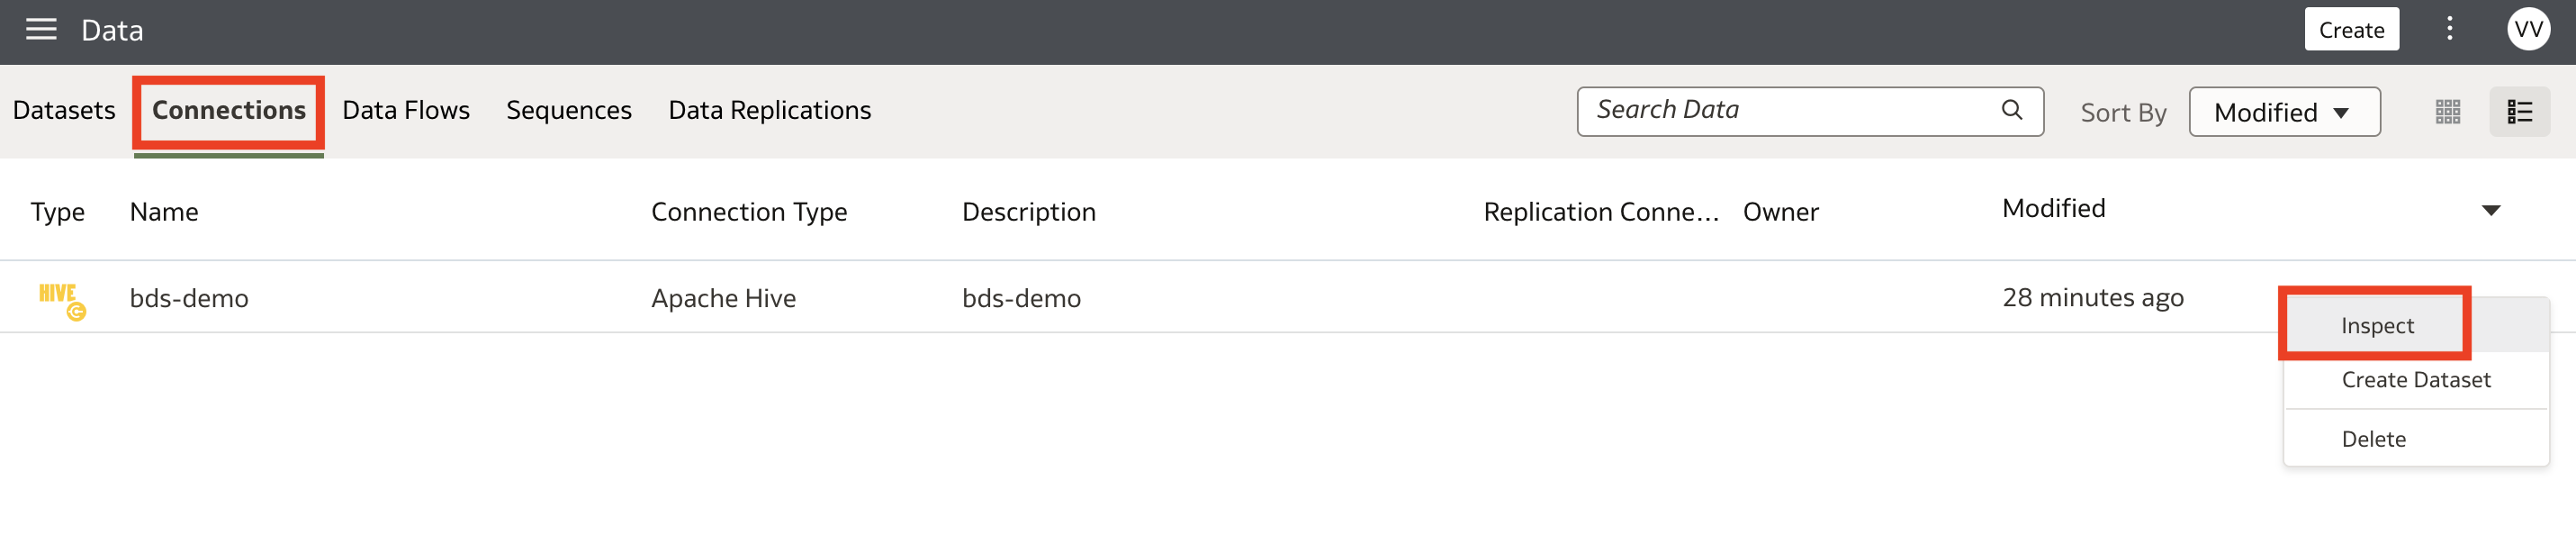 Data
Create
VV
Datasets Connections Data Flows Sequences Data Replications
Search Data
Sort By
Modified
Type Name Connection Type Description Replication Conne... Owner Modified
HIVE bds-demo Apache Hive bds-demo 28 minutes ago
Inspect
Create Dataset
Delete